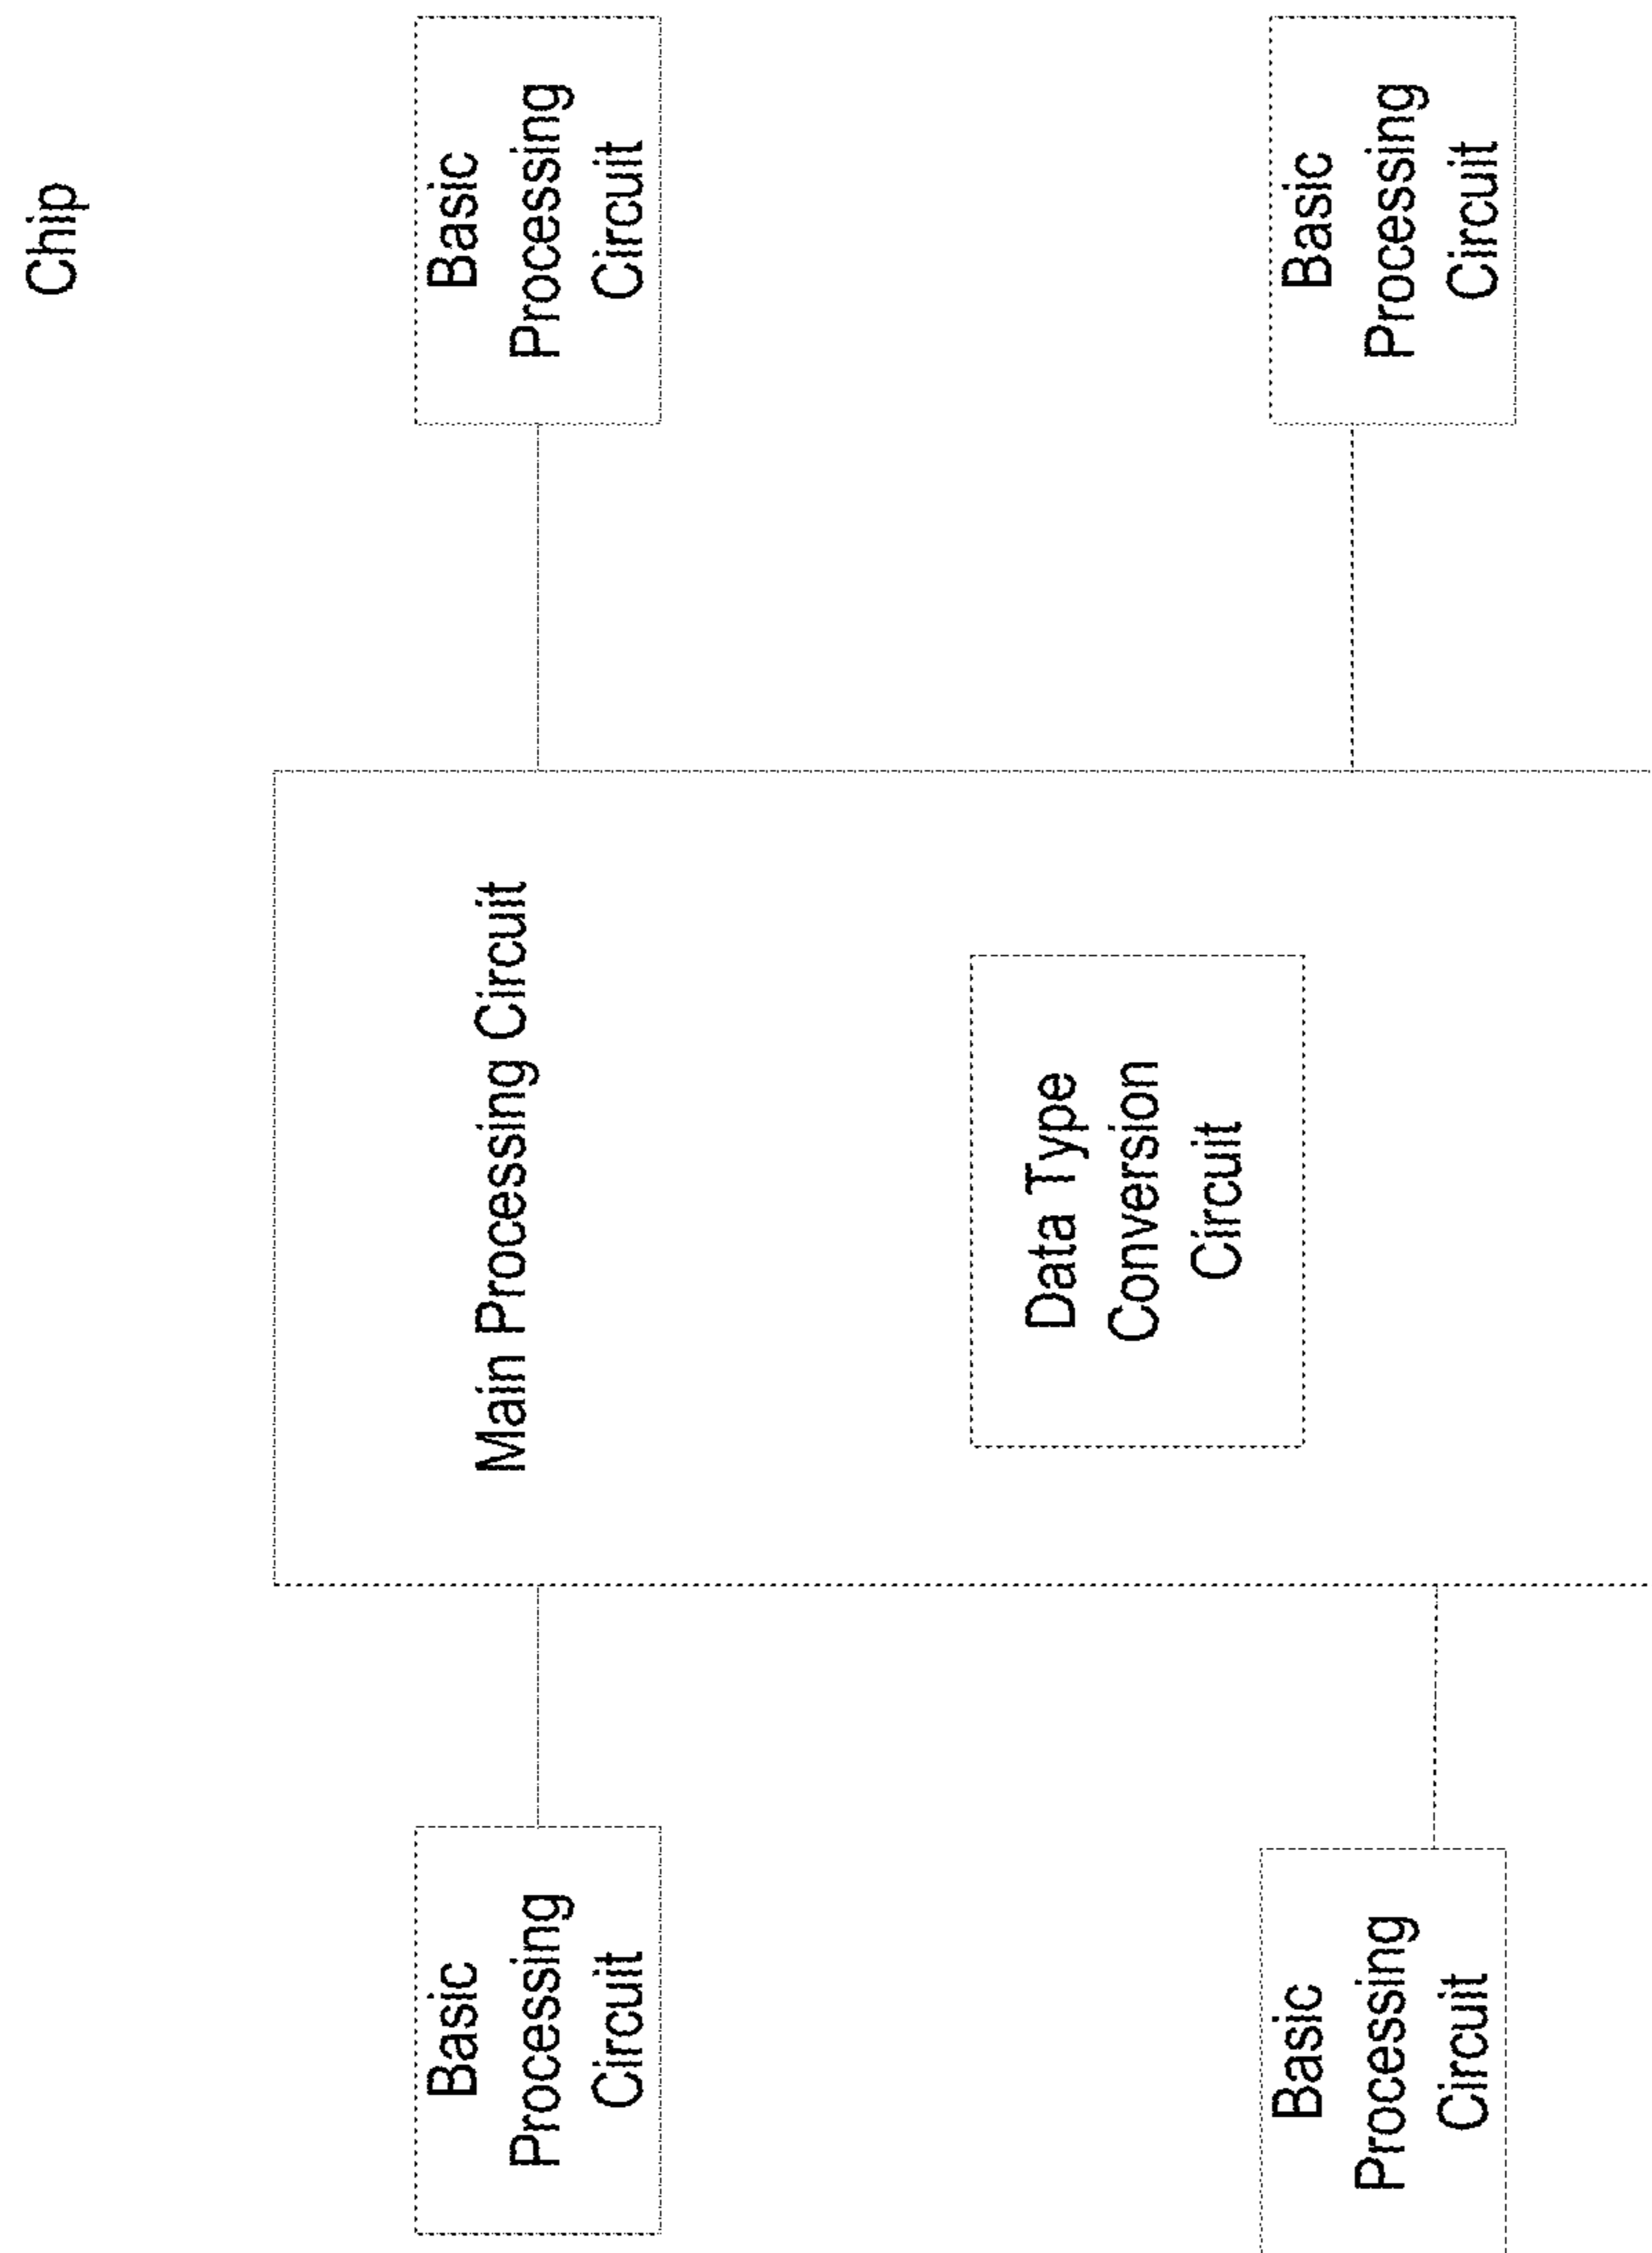 Chip
Basic
Processing
Circuit
Main Processing Circuit
Basic
Processing
Circuit
Data Type
Conversion
Circuit
Basic
Processing
Circuit
Basic
Processing
Circuit